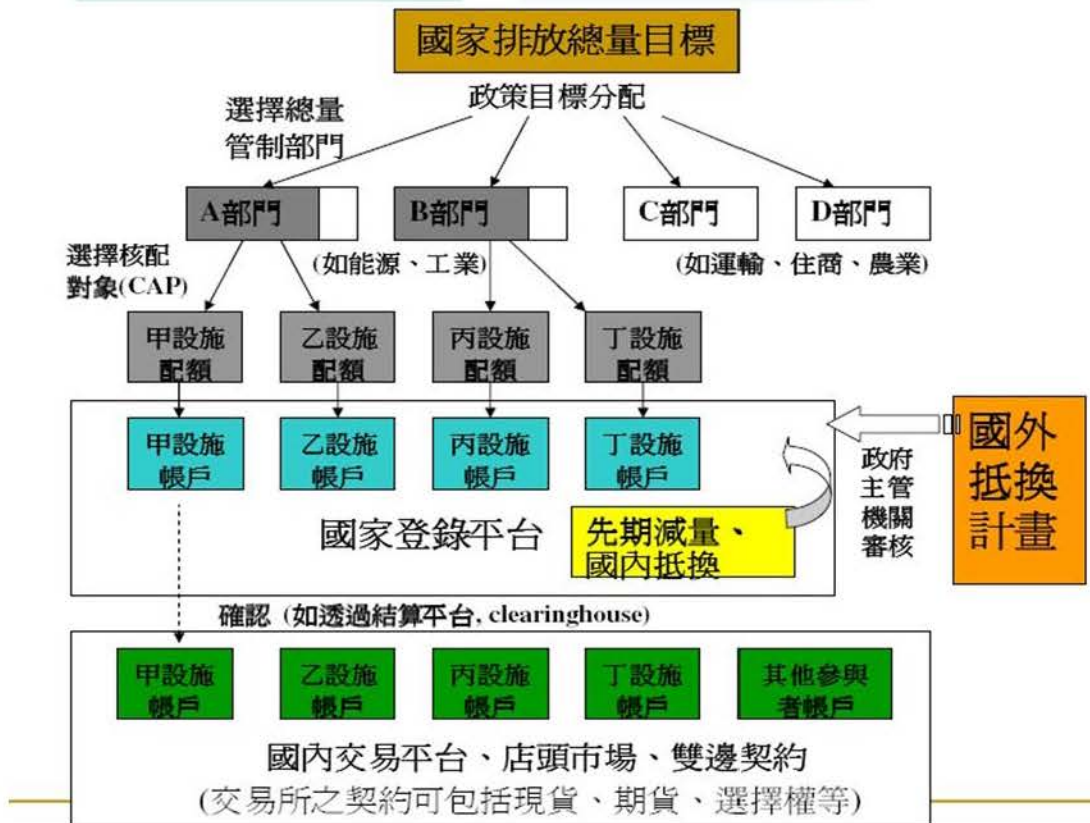 國家排放總量目標
政策目標分配
選擇總量
管制部門
A部門
B部門
C部門
D部門
選擇核配
對象(CAP)
(如能源、工業)
(如運輸、住商、農業)
甲設施
配額
乙設施
配額
丙設施
配額
丁設施
配額
甲設施
帳戶
乙設施
帳戶
丙設施
帳戶
丁設施
帳戶
國家登錄平台
先期減量、
國內抵換
政府
主管
機關
審核
國外
抵換
計畫
確認 (如透過結算平台, clearinghouse)
甲設施
帳戶
乙設施
帳戶
丙設施
帳戶
丁設施
帳戶
其他參與
者帳戶
國內交易平台、店頭市場、雙邊契約
(交易所之契約可包括現貨、期貨、選擇權等)